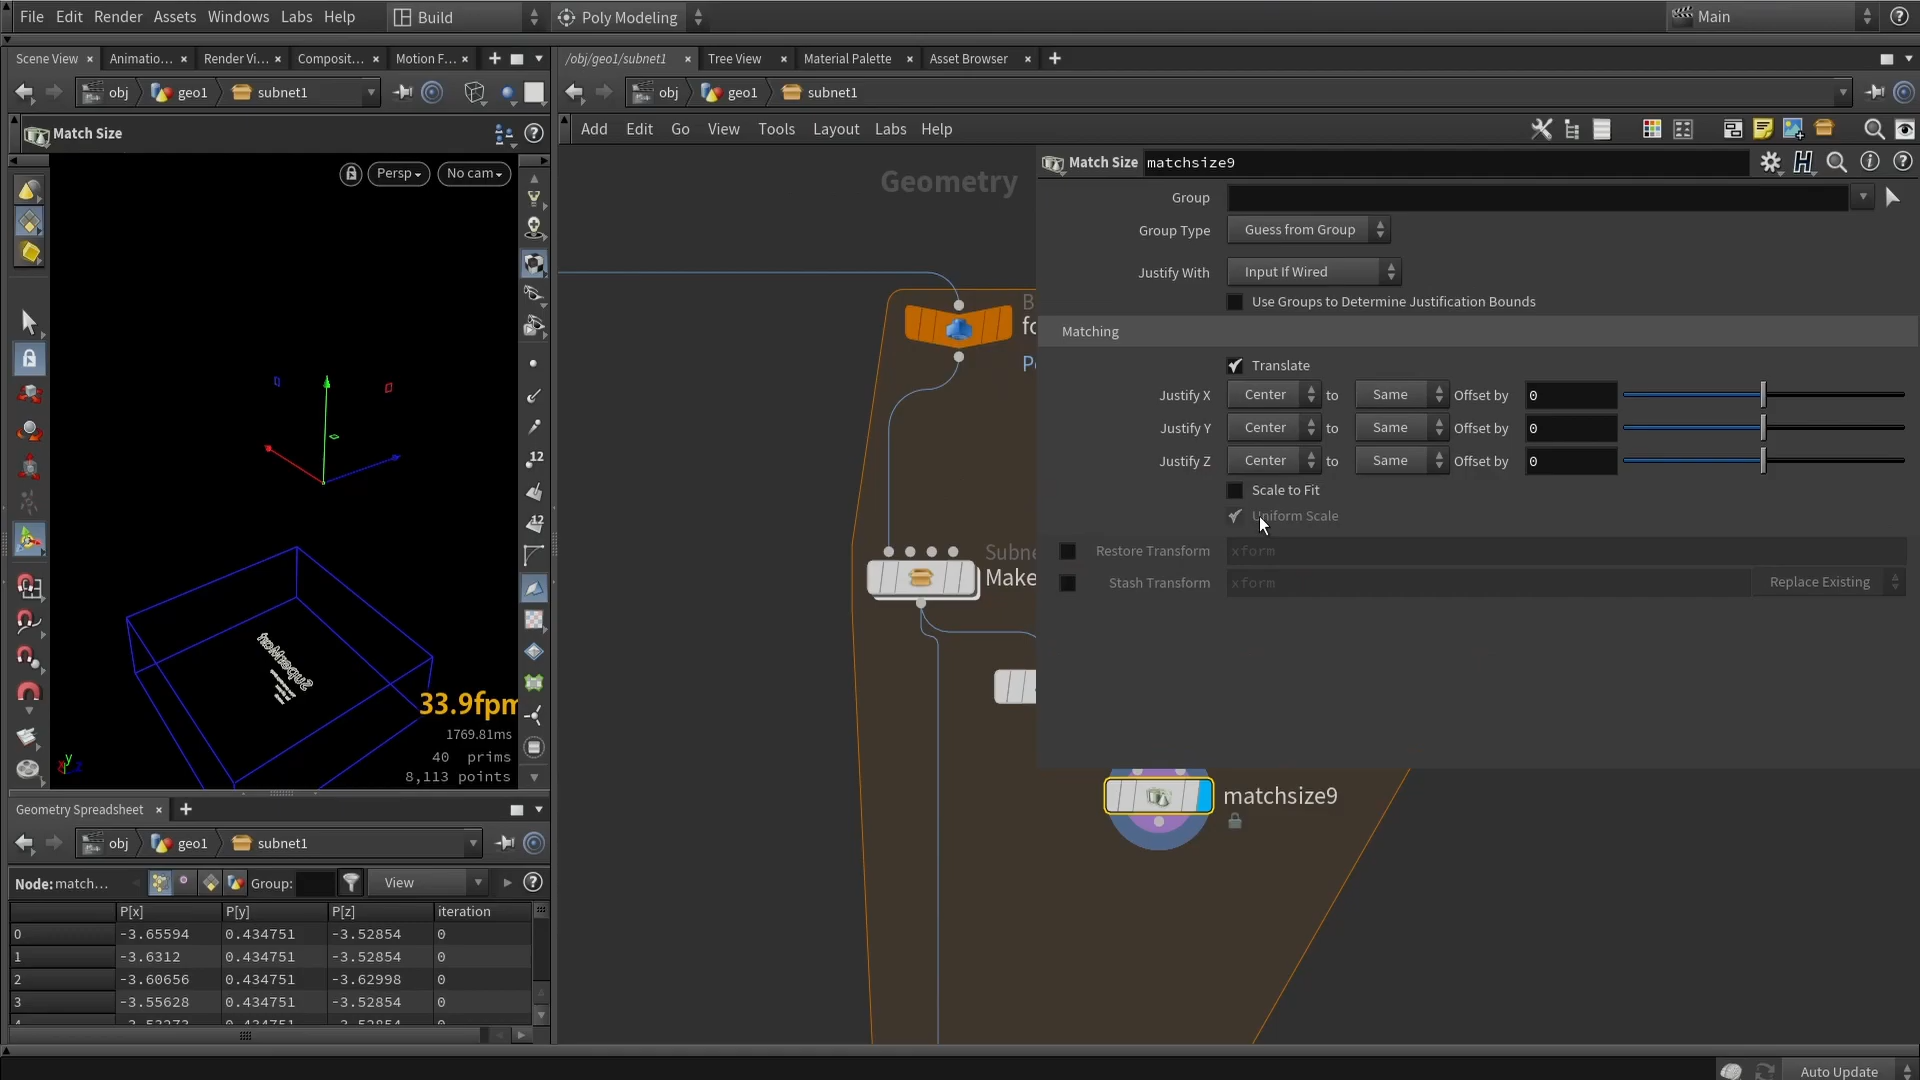 File Edit Render Assets Windows Labs Help Build Poly Modeling Main
Scene View Animatio... Render Vi... Composit... Motion F... /obj/geo1/subnet1 Tree View Material Palette Asset Browser
obj geo1 subnet1 obj geo1 subnet1
Match Size
Add Edit Go View Tools Layout Labs Help
Persp No cam
Geometry
Match Size matchsize9
Group
Group Type Guess from Group
Justify With Input If Wired
Use Groups to Determine Justification Bounds
Matching
Translate
Justify X Center to Same Offset by 0
Justify Y Center to Same Offset by 0
Justify Z Center to Same Offset by 0
Scale to Fit
Uniform Scale
Restore Transform xform
Stash Transform xform Replace Existing
B
fo
Subne
Make
12
12
matchsize9
33.9fpm
1769.81ms
40 prims
8,113 points
y
Geometry Spreadsheet
obj geo1 subnet1
Node: match... Group: View
P[x] P[y] P[z] iteration
0 -3.65594 0.434751 -3.52854 0
1 -3.6312 0.434751 -3.52854 0
2 -3.60656 0.434751 -3.62998 0
3 -3.55628 0.434751 -3.52854 0
Auto Update